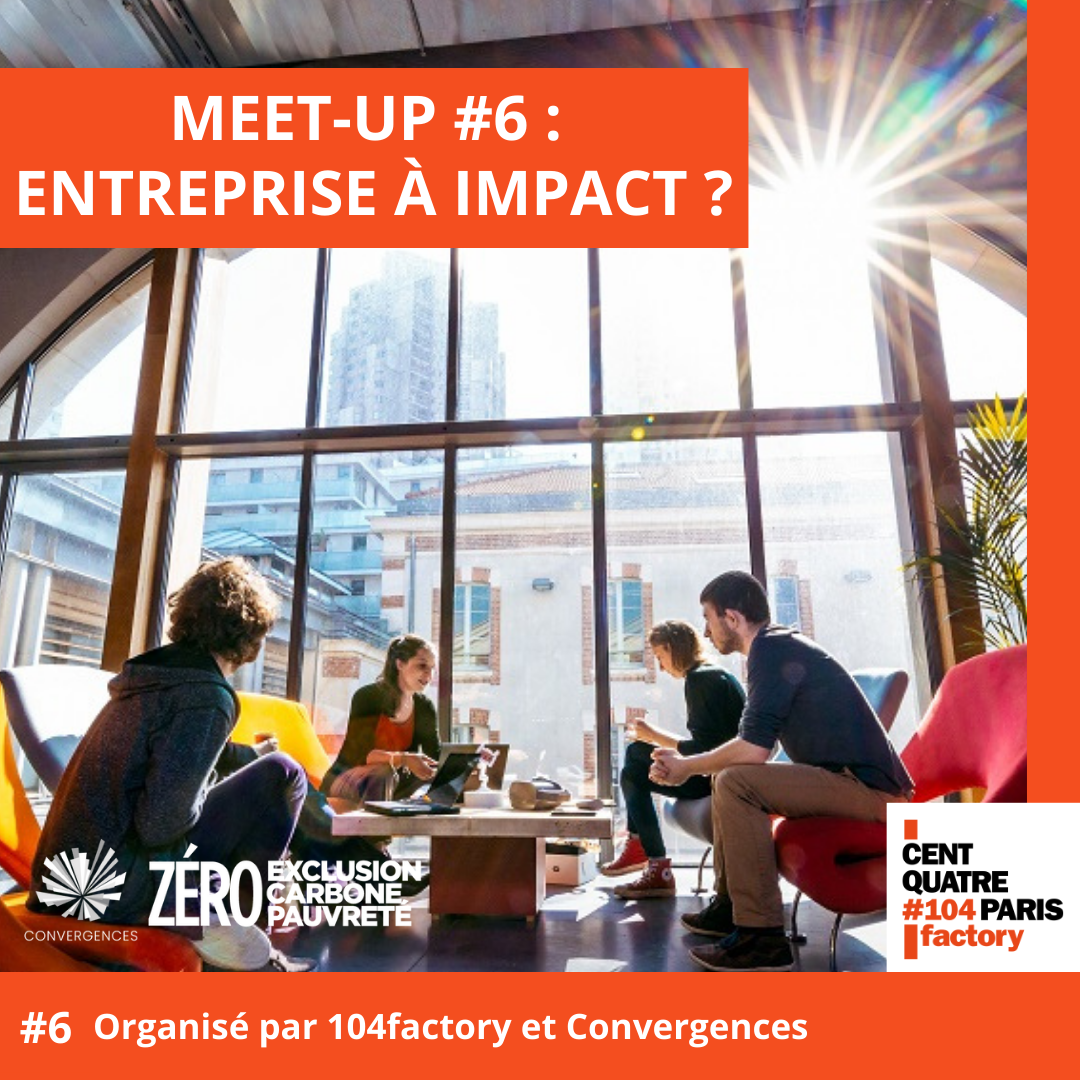 MEET-UP #6 :
ENTREPRISE À IMPACT ?
CONVERGENCES
ZÉRO
EXCLUSION
CARBONE
PAUVRETÉ
CENT
QUATRE
#104 PARIS
factory
#6 Organisé par 104factory et Convergences